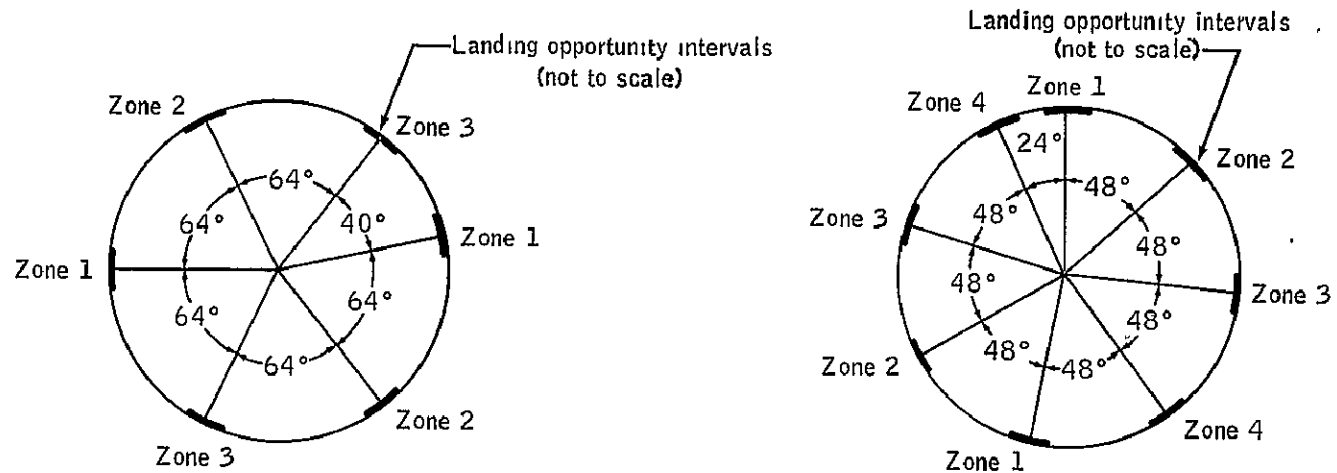 Landing opportunity intervals
(not to scale)
Zone 2
Zone 3
64°
64°
40°
Zone 1
Zone 1
64°
64°
64°
Zone 2
Zone 3
Landing opportunity intervals
(not to scale)
Zone 1
Zone 4
Zone 2
24°
48°
48°
Zone 3
48°
48°
Zone 3
48°
48°
48°
Zone 2
Zone 4
Zone 1